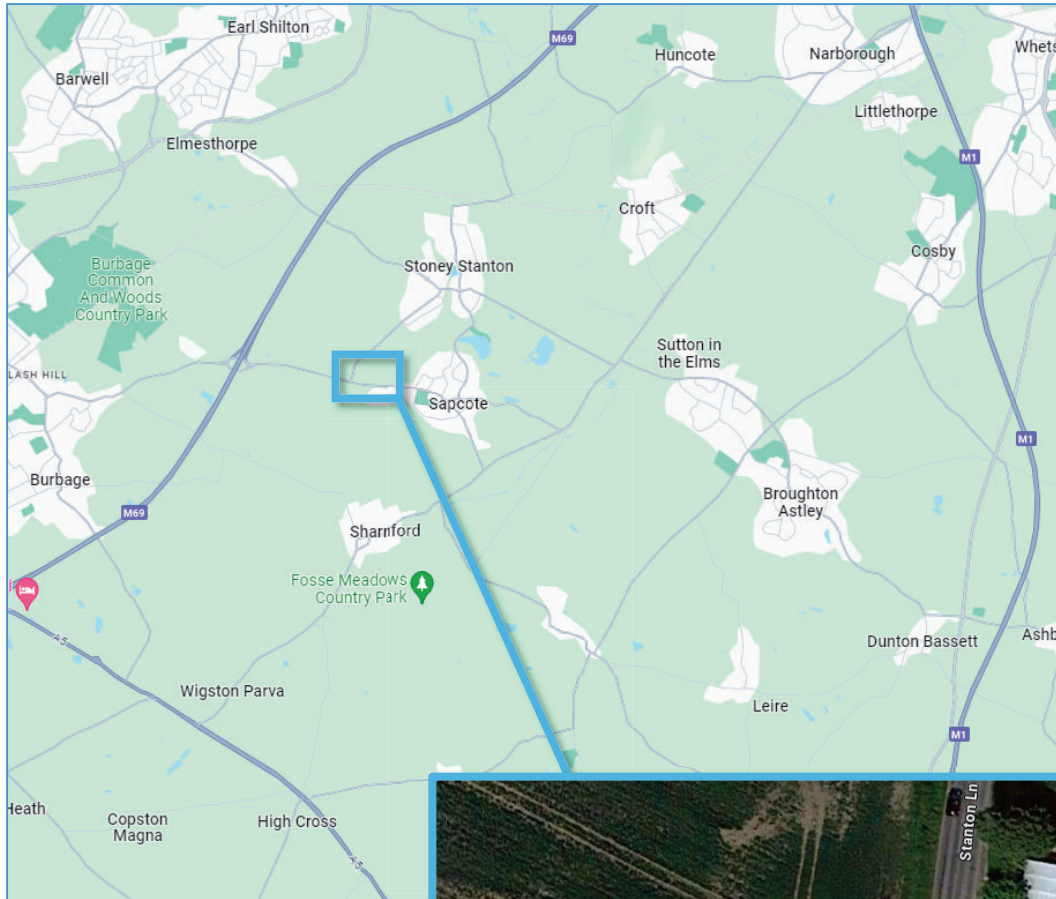 Earl Shilton
M69
Huncote
Narborough
Whets
Barwell
Littlethorpe
Elmesthorpe
M1
Croft
Cosby
Burbage
Common
And Woods
Country Park
Stoney Stanton
Sutton in
the Elms
LASH HILL
Sapcote
M1
Burbage
Broughton
Astley
M69
Sharnford
Fosse Meadows
Country Park
A5
Dunton Bassett
Ashb
Wigston Parva
Leire
M1
Heath
Copston
Magna
High Cross
Stanton Ln
A5